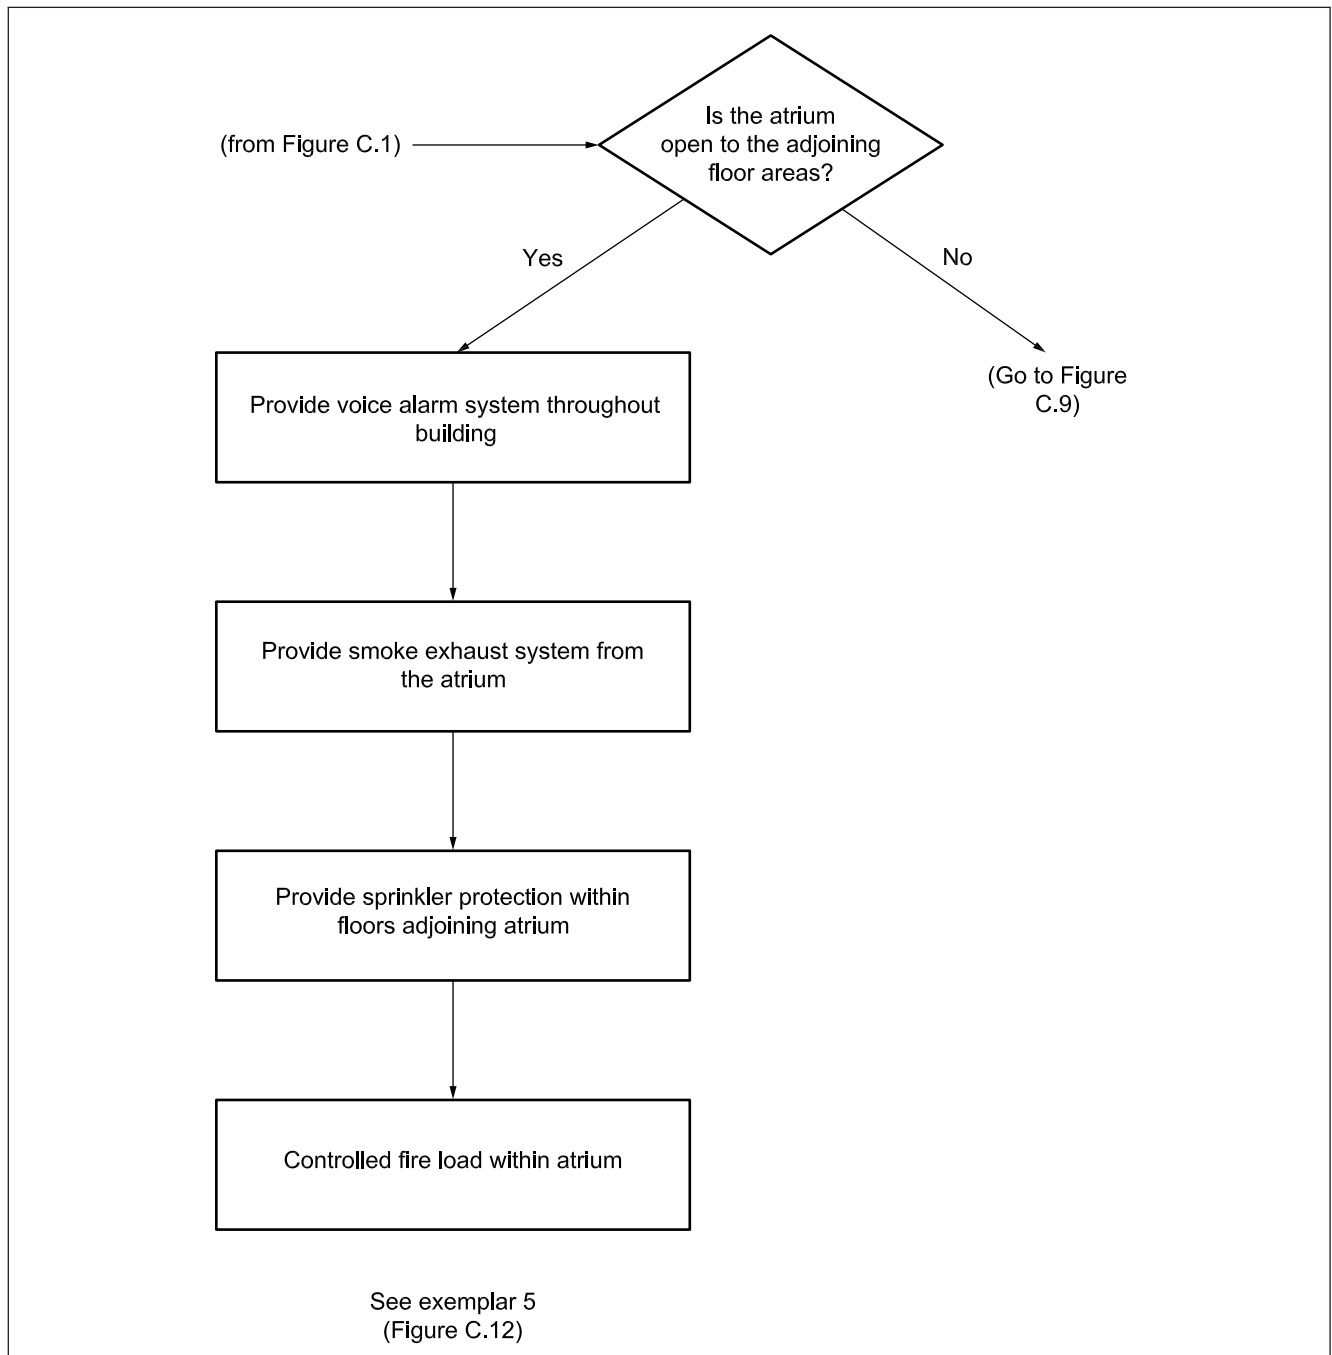 Is the atrium
open to the adjoining
floor areas?
(from Figure C.1)
Yes
No
Provide voice alarm system throughout
building
(Go to Figure
C.9)
Provide smoke exhaust system from
the atrium
Provide sprinkler protection within
floors adjoining atrium
Controlled fire load within atrium
See exemplar 5
(Figure C.12)